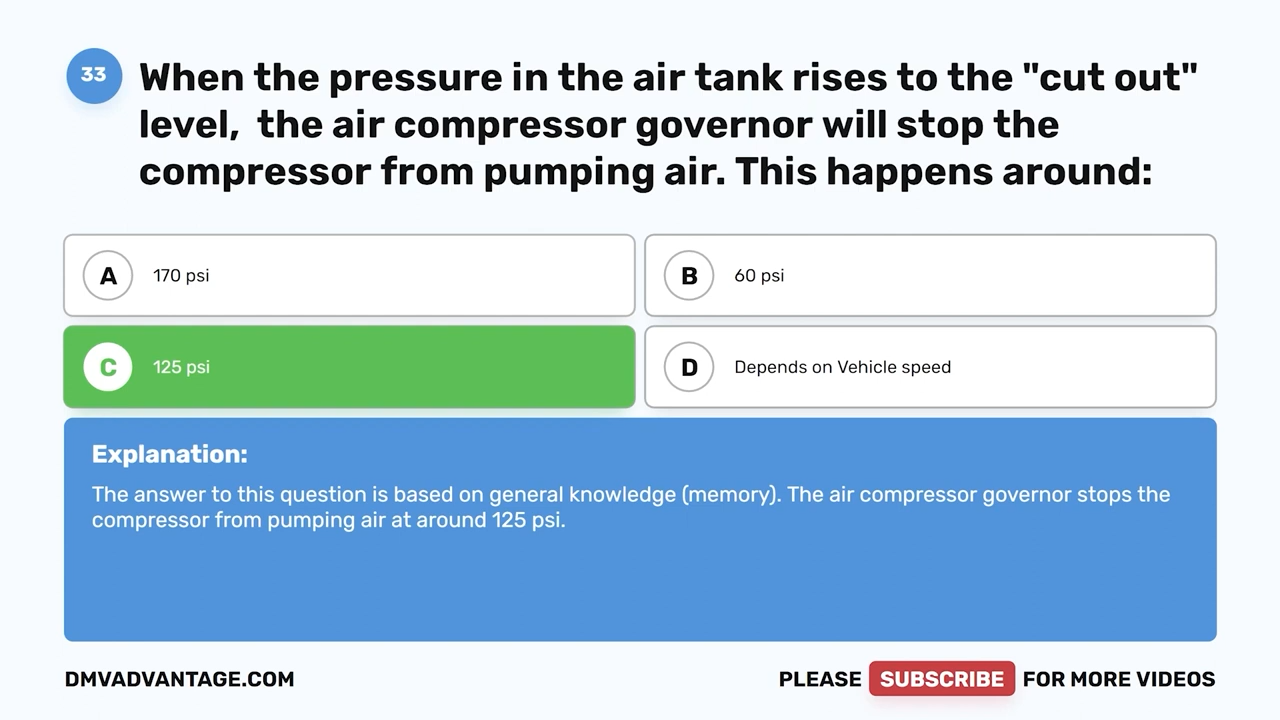 33
When the pressure in the air tank rises to the "cut out"
level,  the air compressor governor will stop the
compressor from pumping air. This happens around:
A
170 psi
B
60 psi
C
125 psi
D
Depends on Vehicle speed
Explanation:
The answer to this question is based on general knowledge (memory). The air compressor governor stops the
compressor from pumping air at around 125 psi.
DMVADVANTAGE.COM
PLEASE SUBSCRIBE FOR MORE VIDEOS